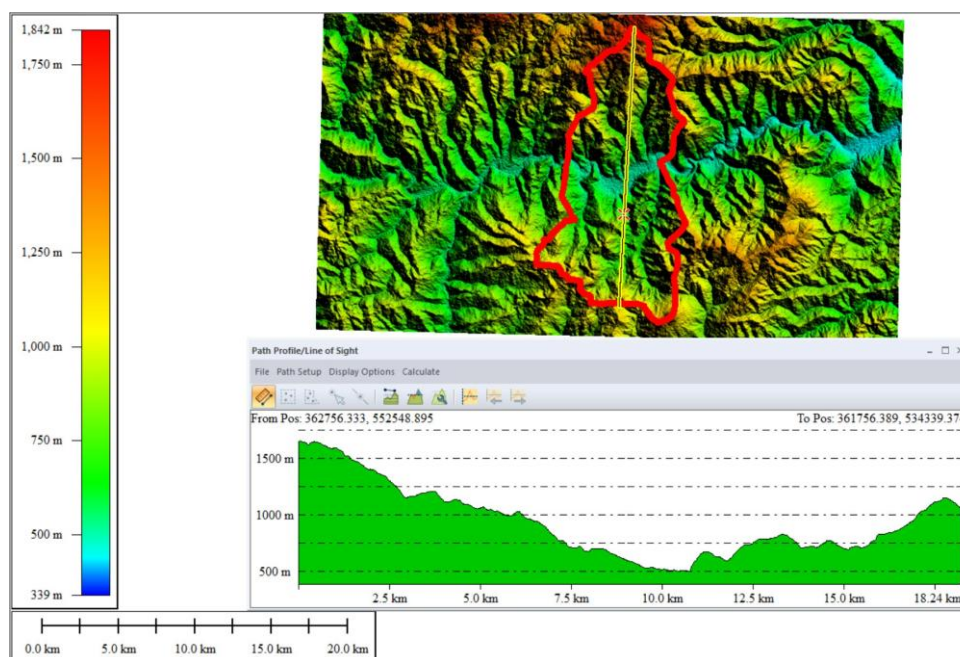 1,842 m
1,750 m
1,500 m
1,250 m
1,000 m
750 m
500 m
339 m
Path Profile/Line of Sight
File Path Setup Display Options Calculate
From Pos: 362756.333, 552548.895 To Pos: 361756.389, 534339.37
1500 m
1000 m
500 m
2.5 km 5.0 km 7.5 km 10.0 km 12.5 km 15.0 km 18.24 km
0.0 km 5.0 km 10.0 km 15.0 km 20.0 km